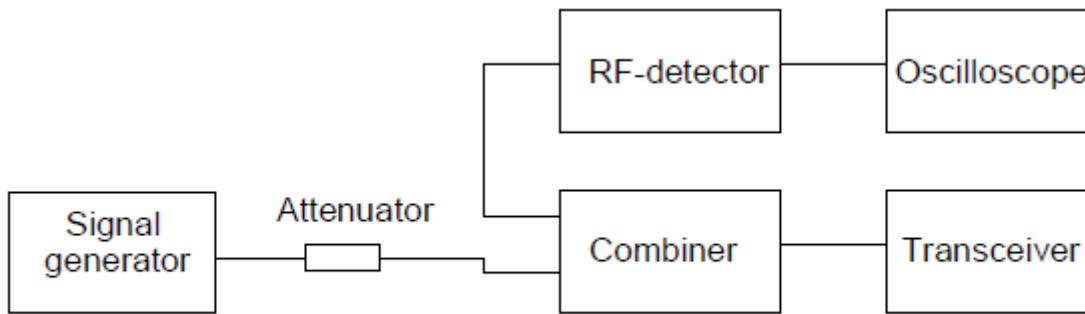 RF-detector
Oscilloscope
Attenuator
Signal
generator
Combiner
Transceiver